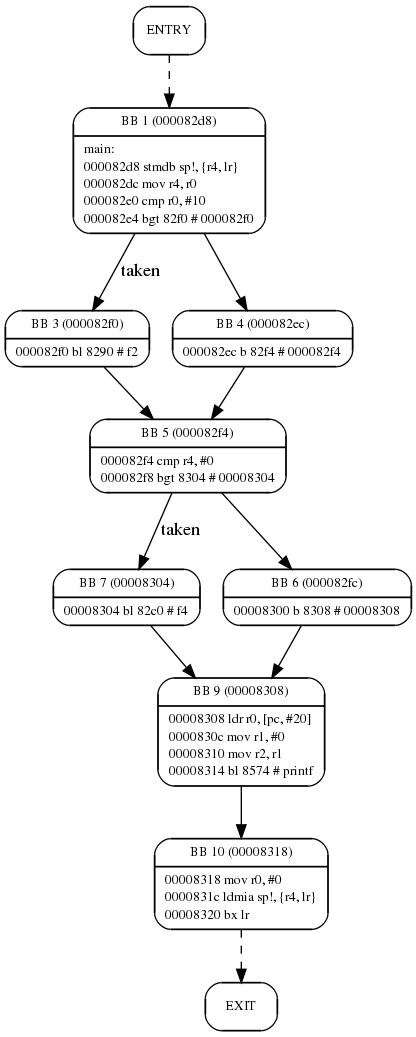 ENTRY
BB 1 (000082d8)
main:
000082d8 stmdb sp!, {r4, lr}
000082dc mov r4, r0
000082e0 cmp r0, #10
000082e4 bgt 82f0 # 000082f0
taken
BB 3 (000082f0)
000082f0 bl 8290 # f2
BB 4 (000082ec)
000082ec b 82f4 # 000082f4
BB 5 (000082f4)
000082f4 cmp r4, #0
000082f8 bgt 8304 # 00008304
taken
BB 7 (00008304)
00008304 bl 82c0 # f4
BB 6 (000082fc)
00008300 b 8308 # 00008308
BB 9 (00008308)
00008308 ldr r0, [pc, #20]
0000830c mov r1, #0
00008310 mov r2, r1
00008314 bl 8574 # printf
BB 10 (00008318)
00008318 mov r0, #0
0000831c ldmia sp!, {r4, lr}
00008320 bx lr
EXIT